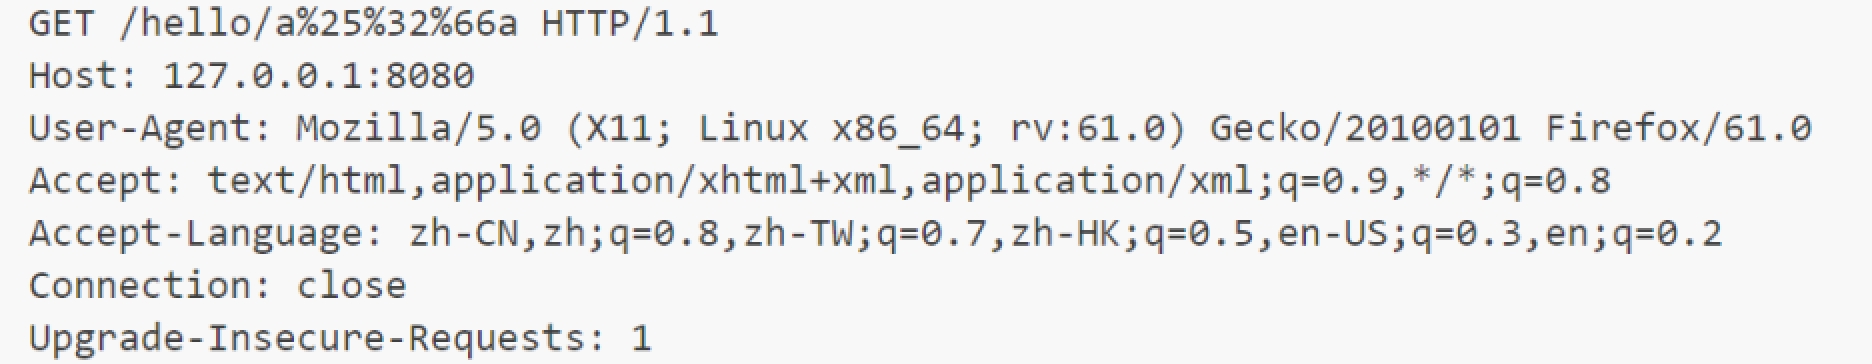 GET /hello/a%25%32%66a HTTP/1.1
Host: 127.0.0.1:8080
User-Agent: Mozilla/5.0 (X11; Linux x86_64; rv:61.0) Gecko/20100101 Firefox/61.0
Accept: text/html,application/xhtml+xml,application/xml;q=0.9,*/*;q=0.8
Accept-Language: zh-CN,zh;q=0.8,zh-TW;q=0.7,zh-HK;q=0.5,en-US;q=0.3,en;q=0.2
Connection: close
Upgrade-Insecure-Requests: 1